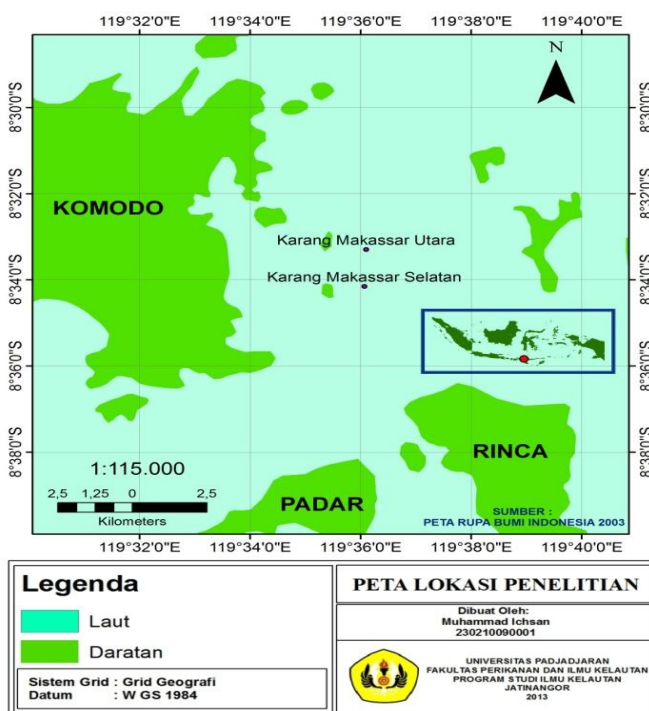 119°32'0"E 119°34'0"E 119°36'0"E 119°38'0"E 119°40'0"E
N
8°30'0"S 8°30'0"S
8°32'0"S 8°32'0"S
KOMODO
Karang Makassar Utara
8°34'0"S 8°34'0"S
Karang Makassar Selatan
8°36'0"S 8°36'0"S
8°38'0"S 8°38'0"S
RINCA
1:115.000
2,5 1,25 0 2,5
Kilometers
PADAR
SUMBER :
PETA RUPA BUMI INDONESIA 2003
119°32'0"E 119°34'0"E 119°36'0"E 119°38'0"E 119°40'0"E
Legenda
Laut
Daratan
Sistem Grid : Grid Geografi
Datum : W GS 1984
PETA LOKASI PENELITIAN
Dibuat Oleh:
Muhammad Ichsan
230210090001
UNIVERSITAS PADJADJARAN
FAKULTAS PERIKANAN DAN ILMU KELAUTAN
PROGRAM STUDI ILMU KELAUTAN
JATINANGOR
2013